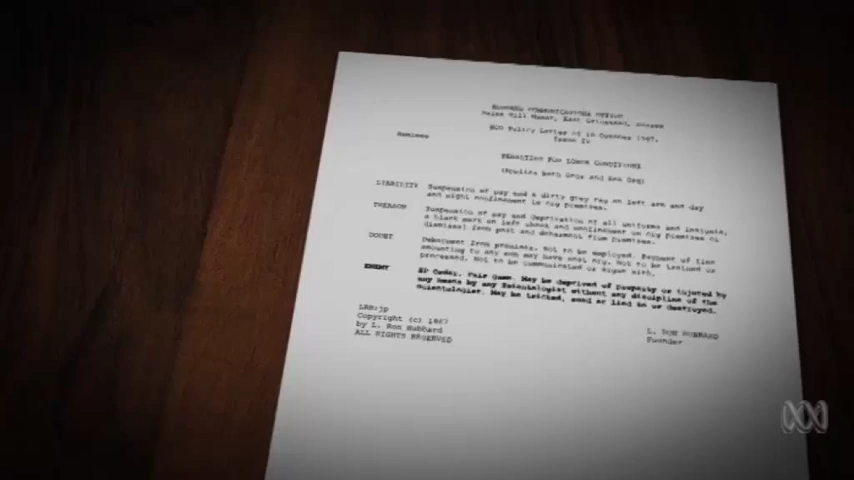 HUBBARD COMMUNICATIONS OFFICE
Saint Hill Manor, East Grinstead, Sussex
HCO Policy Letter of 18 October 1967,
Issue IV
Remimeo
PENALTIES FOR LOWER CONDITIONS
(Applies both Orgs and Sea Org)
LIABILITY Suspension of pay and a dirty grey rag on left arm and day
and night confinement to org premises.
TREASON Suspension of pay and deprivation of all uniforms and insignia,
a black mark on left cheek and confinement on org premises or
dismissal from post and debarment from premises.
DOUBT Debarment from premises. Not to be employed. Payment of fine
amounting to any sum may have cost org. Not to be trained or
processed. Not to be communicated or argued with.
ENEMY SP Order. Fair Game. May be deprived of property or injured by
any means by any Scientologist without any discipline of the
Scientologist. May be tricked, sued or lied to or destroyed.
LRH:jp
Copyright (c) 1967
by L. Ron Hubbard
ALL RIGHTS RESERVED
L. RON HUBBARD
Founder